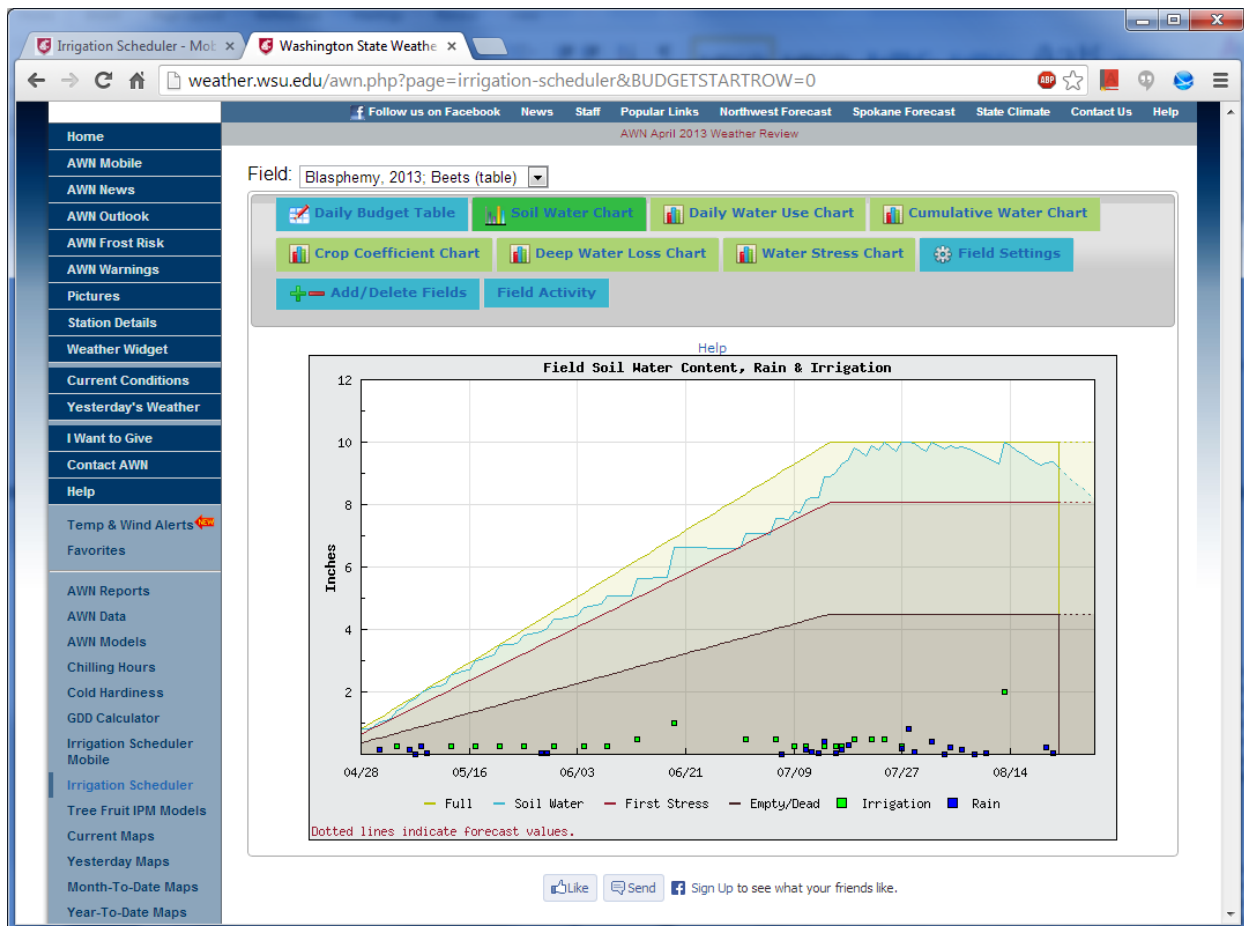 Irrigation Scheduler - Mob
Washington State Weathe
weather.wsu.edu/awn.php?page=irrigation-scheduler&BUDGETSTARROW=0
ABP
Follow us on Facebook News Staff Popular Links Northwest Forecast Spokane Forecast State Climate Contact Us Help
AWN April 2013 Weather Review
Home
AWN Mobile
AWN News
AWN Outlook
AWN Frost Risk
AWN Warnings
Pictures
Station Details
Weather Widget
Current Conditions
Yesterday's Weather
I Want to Give
Contact AWN
Help
Temp & Wind Alerts NEW
Favorites
AWN Reports
AWN Data
AWN Models
Chilling Hours
Cold Hardiness
GDD Calculator
Irrigation Scheduler
Mobile
Irrigation Scheduler
Tree Fruit IPM Models
Current Maps
Yesterday Maps
Month-To-Date Maps
Year-To-Date Maps
Field: Blasphemy, 2013; Beets (table)
Daily Budget Table Soil Water Chart Daily Water Use Chart Cumulative Water Chart
Crop Coefficient Chart Deep Water Loss Chart Water Stress Chart Field Settings
Add/Delete Fields Field Activity
Help
Field Soil Water Content, Rain & Irrigation
12
10
8
6
4
2
Inches
04/28 05/16 06/03 06/21 07/09 07/27 08/14
Full Soil Water First Stress Empty/Dead Irrigation Rain
Dotted lines indicate forecast values.
Like Send Sign Up to see what your friends like.